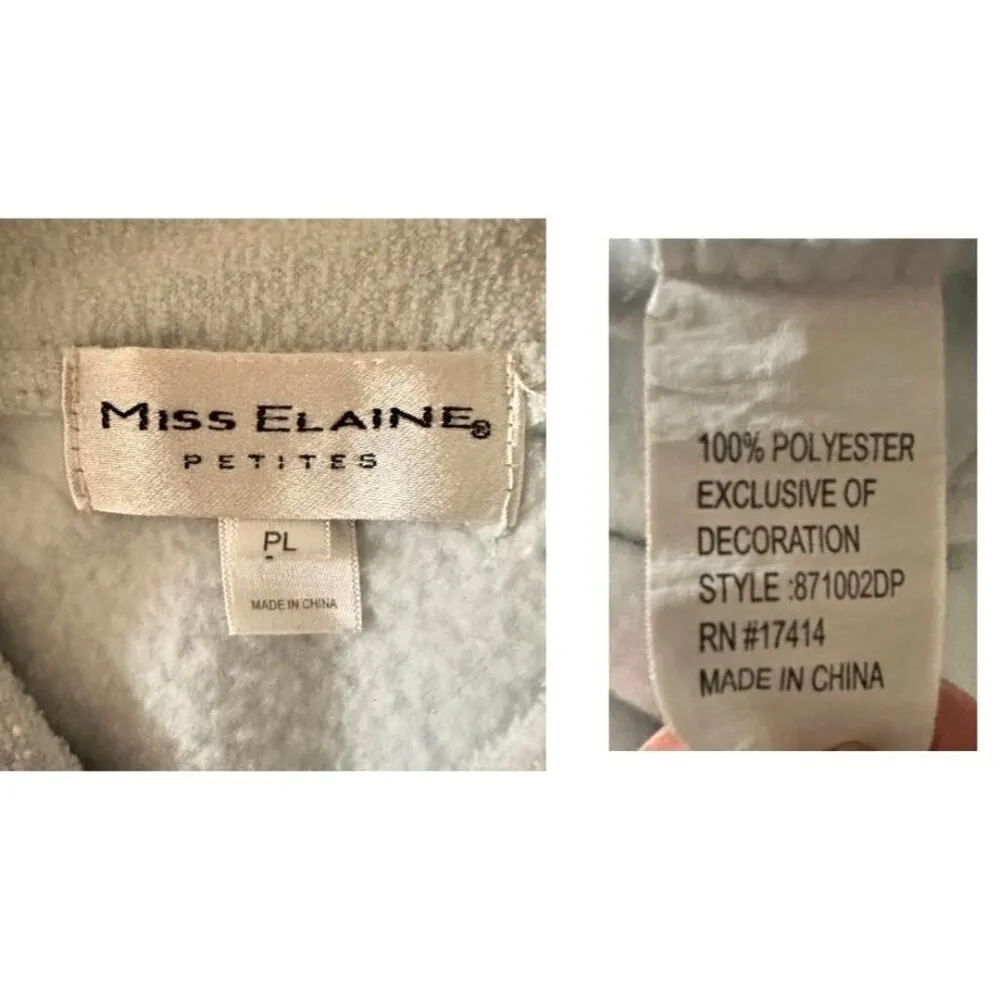 MISS ELAINE®
PETITES
PL
MADE IN CHINA
100% POLYESTER
EXCLUSIVE OF
DECORATION
STYLE :871002DP
RN #17414
MADE IN CHINA